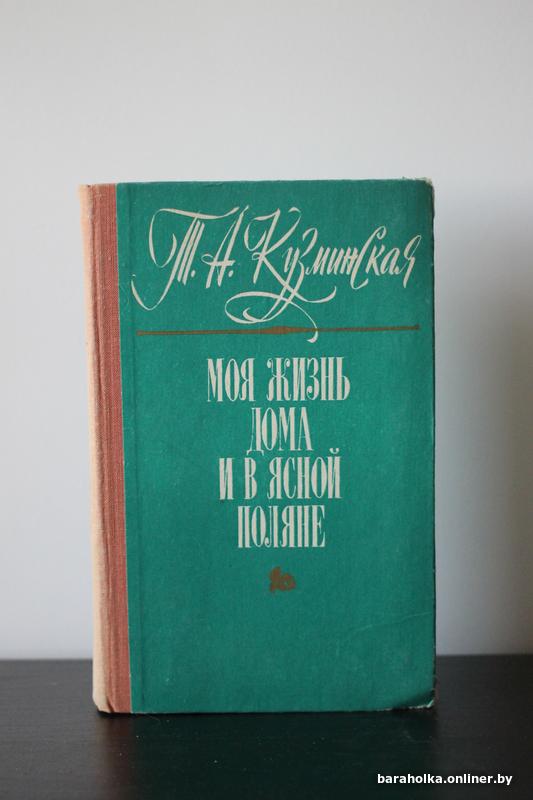 Т. А. Кузминская
МОЯ ЖИЗНЬ
ДОМА
И В ЯСНОЙ
ПОЛЯНЕ
baraholka.onliner.by